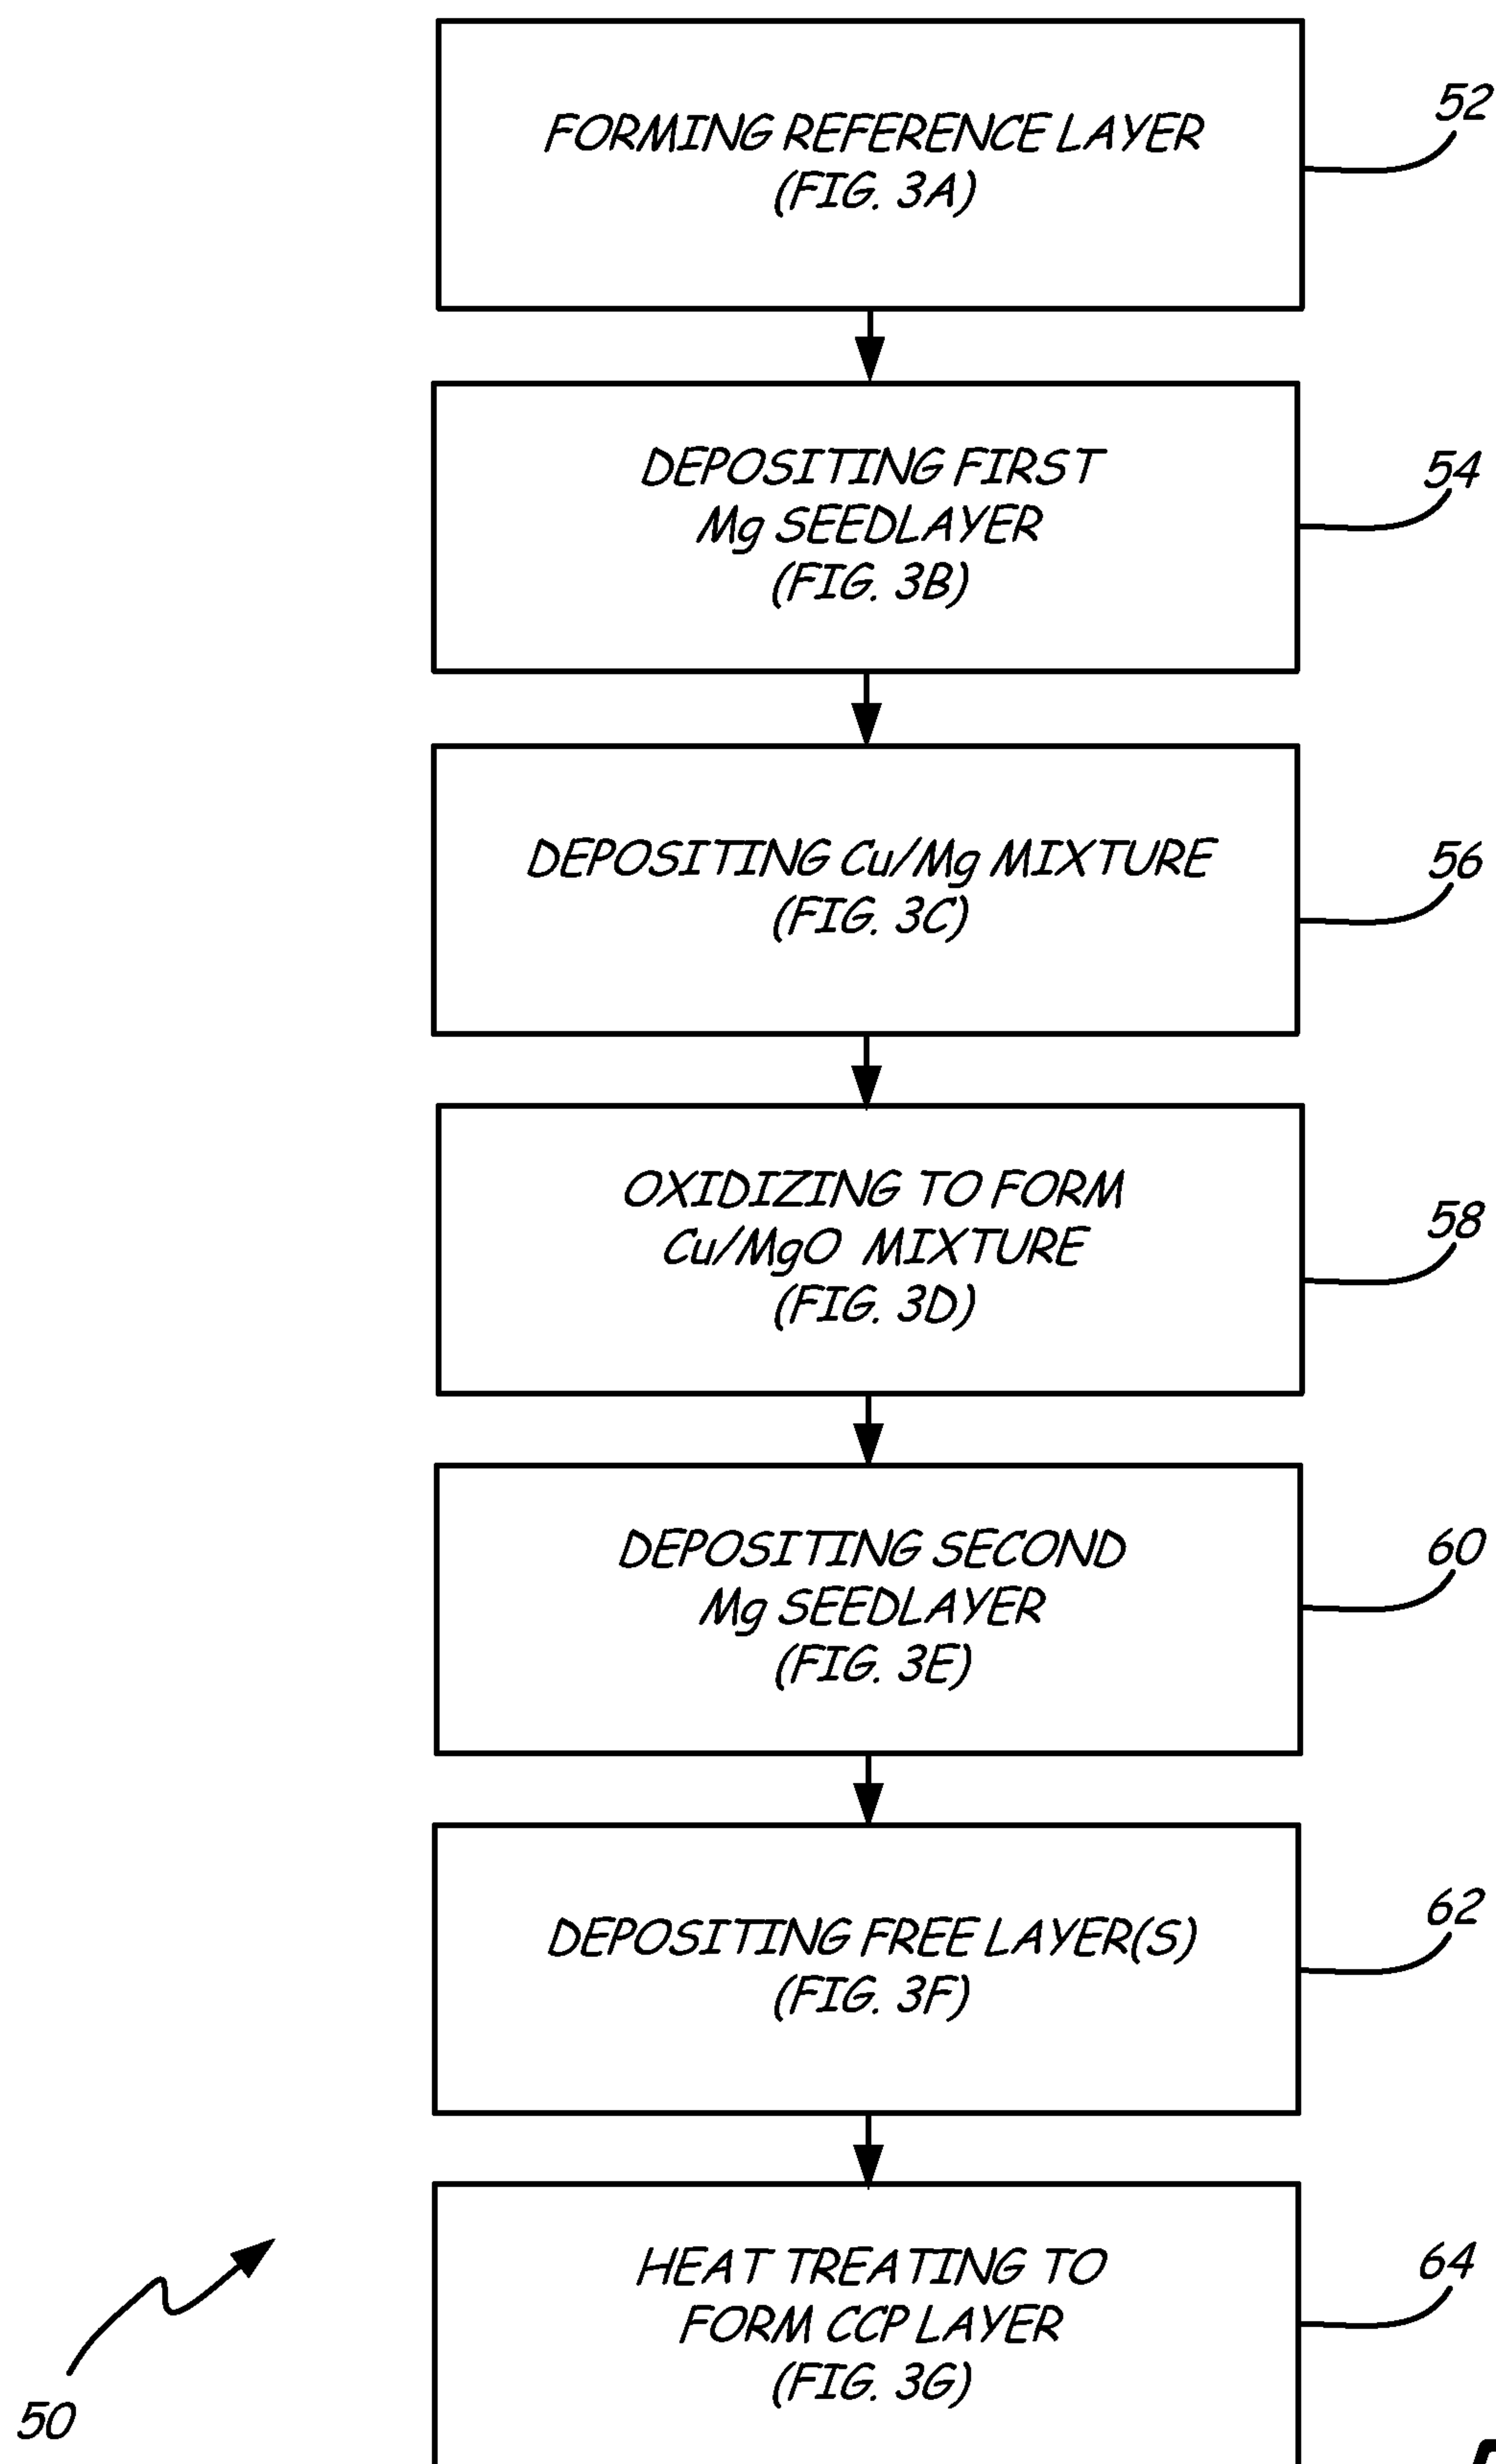 FORMING REFERENCE LAYER
(FIG. 3A)
52
DEPOSITING FIRST
Mg SEEDLAYER
(FIG. 3B)
54
DEPOSITING Cu/Mg MIXTURE
(FIG. 3C)
56
OXIDIZING TO FORM
Cu/MgO MIXTURE
(FIG. 3D)
58
DEPOSITING SECOND
Mg SEEDLAYER
(FIG. 3E)
60
DEPOSITING FREE LAYER(S)
(FIG. 3F)
62
HEAT TREATING TO
FORM CCP LAYER
(FIG. 3G)
64
50